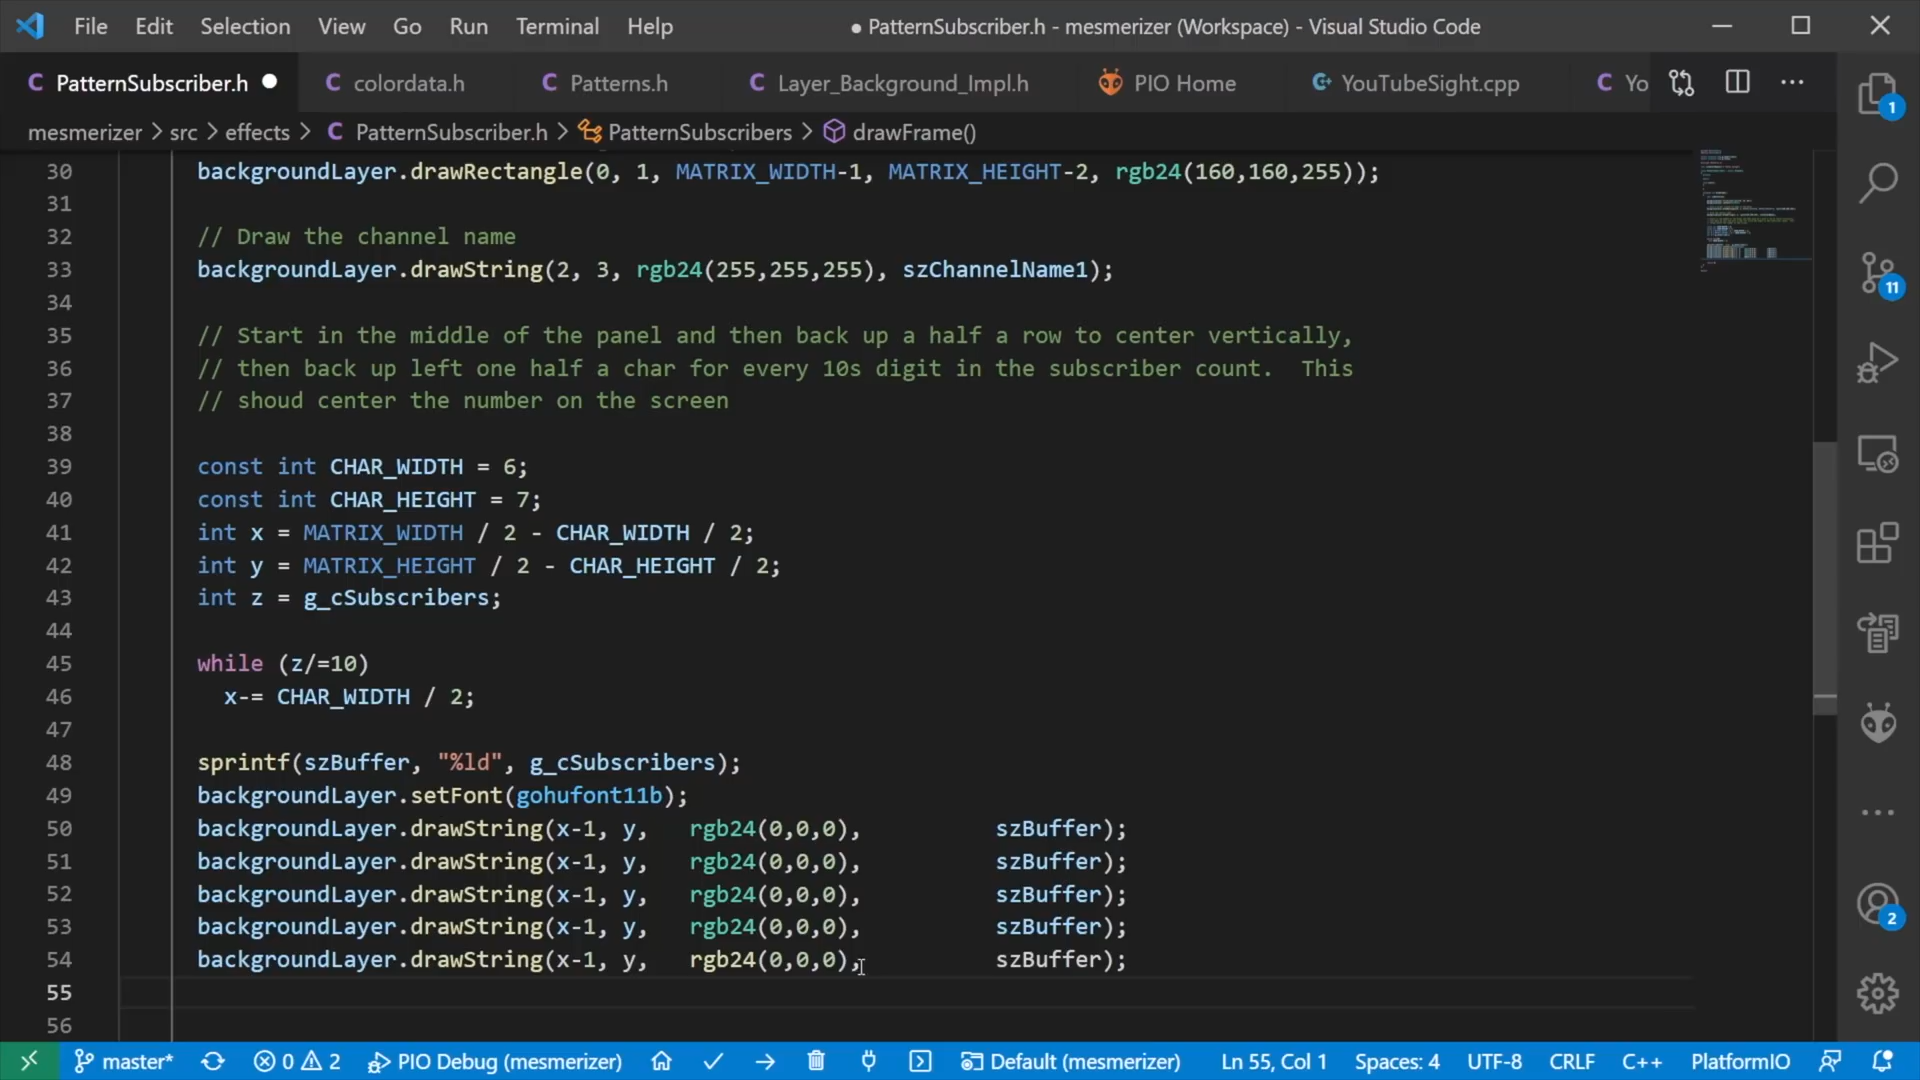 File Edit Selection View Go Run Terminal Help ● PatternSubscriber.h - mesmerizer (Workspace) - Visual Studio Code
C PatternSubscriber.h ● C colordata.h C Patterns.h C Layer_Background_Impl.h PIO Home YouTubeSight.cpp C Yo
mesmerizer > src > effects > C PatternSubscriber.h > PatternSubscribers > drawFrame()
30 backgroundLayer.drawRectangle(0, 1, MATRIX_WIDTH-1, MATRIX_HEIGHT-2, rgb24(160,160,255));
31
32 // Draw the channel name
33 backgroundLayer.drawString(2, 3, rgb24(255,255,255), szChannelName1);
34
35 // Start in the middle of the panel and then back up a half a row to center vertically,
36 // then back up left one half a char for every 10s digit in the subscriber count.  This
37 // shoud center the number on the screen
38
39 const int CHAR_WIDTH = 6;
40 const int CHAR_HEIGHT = 7;
41 int x = MATRIX_WIDTH / 2 - CHAR_WIDTH / 2;
42 int y = MATRIX_HEIGHT / 2 - CHAR_HEIGHT / 2;
43 int z = g_cSubscribers;
44
45 while (z/=10)
46 x-= CHAR_WIDTH / 2;
47
48 sprintf(szBuffer, "%ld", g_cSubscribers);
49 backgroundLayer.setFont(gohufont11b);
50 backgroundLayer.drawString(x-1, y,   rgb24(0,0,0),          szBuffer);
51 backgroundLayer.drawString(x-1, y,   rgb24(0,0,0),          szBuffer);
52 backgroundLayer.drawString(x-1, y,   rgb24(0,0,0),          szBuffer);
53 backgroundLayer.drawString(x-1, y,   rgb24(0,0,0),          szBuffer);
54 backgroundLayer.drawString(x-1, y,   rgb24(0,0,0),          szBuffer);
55
56
1
11
2
master* 0 2 PIO Debug (mesmerizer) Default (mesmerizer) Ln 55, Col 1 Spaces: 4 UTF-8 CRLF C++ PlatformIO